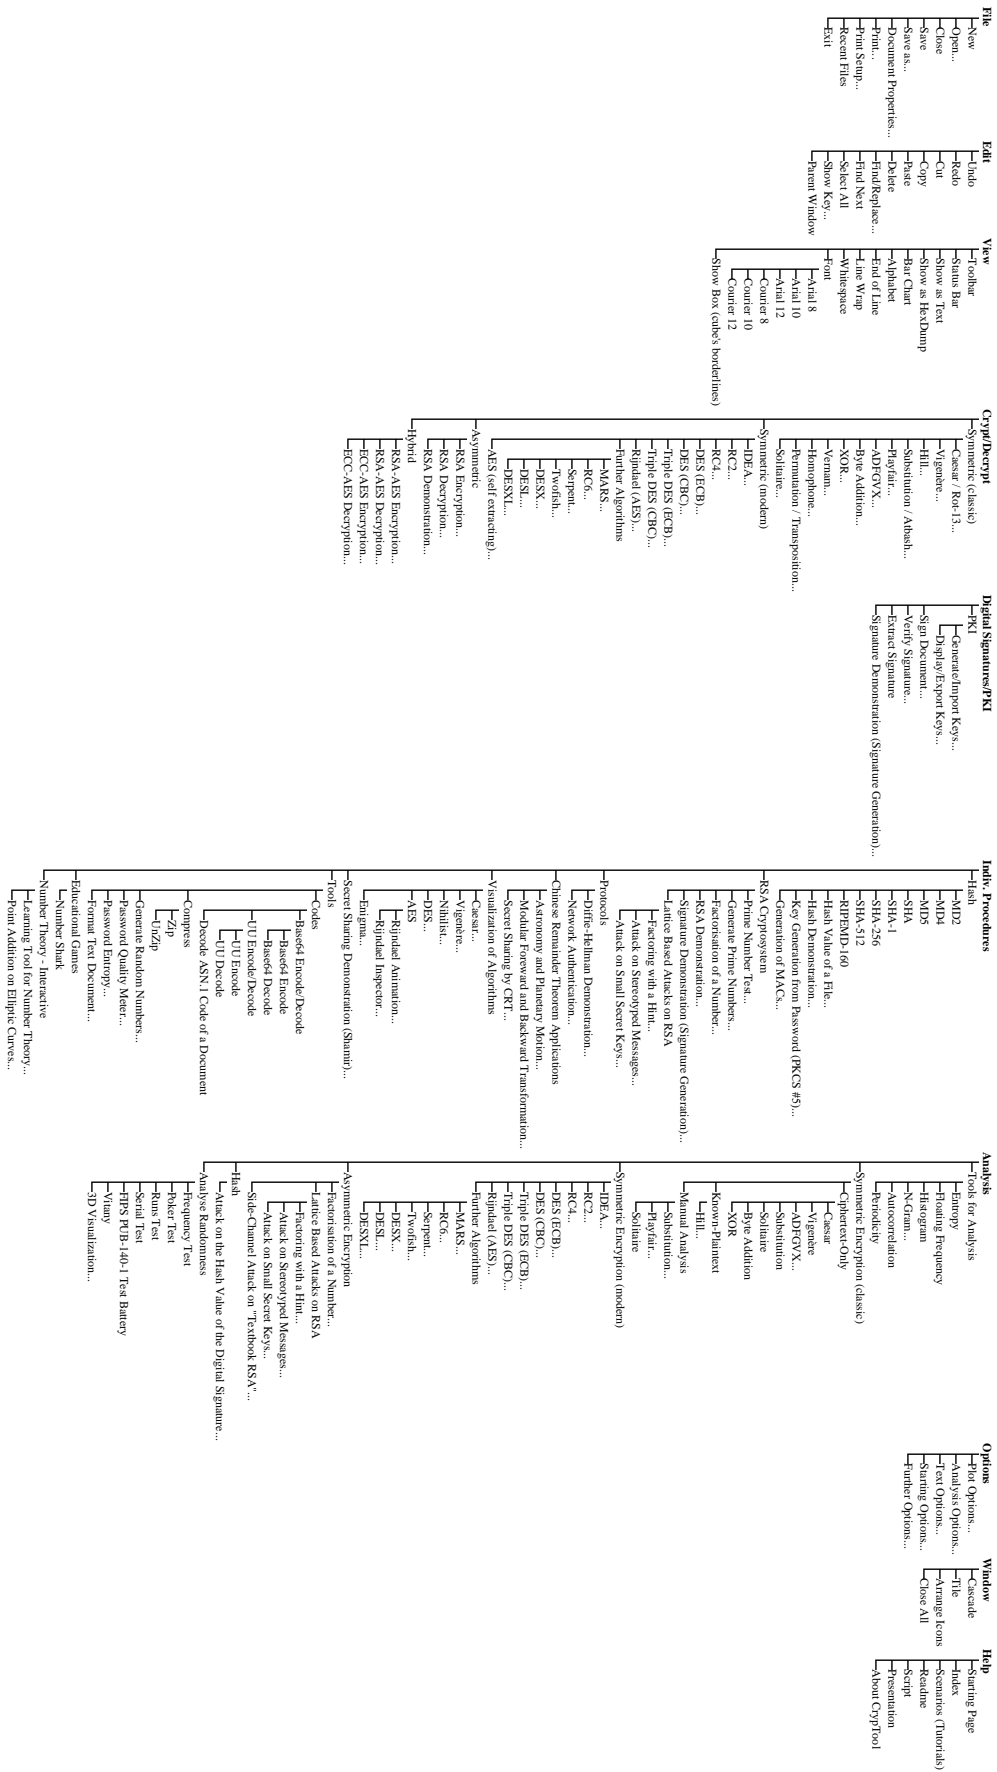 File
New
Open...
Close
Save
Save as...
Document Properties...
Print...
Print Setup...
Recent Files
Exit
Edit
Undo
Redo
Cut
Copy
Paste
Delete
Find/Replace...
Find Next
Select All
Show Key...
Parent Window
View
Toolbar
Status Bar
Show as Text
Show as HexDump
Bar Chart
Alphabet
End of Line
Line Wrap
Whitespace
Font
Arial 8
Arial 10
Arial 12
Courier 8
Courier 10
Courier 12
Show Box (cube's borderlines)
Crypt/Decrypt
Symmetric (classic)
Caesar / Rot-13...
Vigenère...
Hill...
Substitution / Atbash...
Playfair...
ADFGVX...
Byte Addition...
XOR...
Vernam...
Homophone...
Permutation / Transposition...
Solitaire...
Symmetric (modern)
IDEA...
RC2...
RC4...
DES (ECB)...
DES (CBC)...
Triple DES (ECB)...
Triple DES (CBC)...
Rijndael (AES)...
Further Algorithms
MARS...
RC6...
Serpent...
Twofish...
DESX...
DESL...
DESXL...
AES (self extracting)...
Asymmetric
RSA Encryption...
RSA Decryption...
RSA Demonstration...
Hybrid
RSA-AES Encryption...
RSA-AES Decryption...
ECC-AES Encryption...
ECC-AES Decryption...
Digital Signatures/PKI
PKI
Generate/Import Keys...
Display/Export Keys...
Sign Document...
Verify Signature...
Extract Signature
Signature Demonstration (Signature Generation)...
Indiv. Procedures
Hash
MD2
MD4
MD5
SHA
SHA-1
SHA-256
SHA-512
RIPEMD-160
Hash Value of a File...
Hash Demonstration...
Key Generation from Password (PKCS #5)...
Generation of MACs...
RSA Cryptosystem
Prime Number Test...
Generate Prime Numbers...
Factorisation of a Number...
RSA Demonstration...
Signature Demonstration (Signature Generation)...
Lattice Based Attacks on RSA
Factoring with a Hint...
Attack on Stereotyped Messages...
Attack on Small Secret Keys...
Protocols
Diffie-Hellman Demonstration...
Network Authentication...
Chinese Remainder Theorem Applications
Astronomy and Planetary Motion...
Modular Forward and Backward Transformation...
Secret Sharing by CRT...
Visualization of Algorithms
Caesar...
Vigenère...
Nihilist...
DES...
AES
Rijndael Animation...
Rijndael Inspector...
Enigma...
Secret Sharing Demonstration (Shamir)...
Tools
Codes
Base64 Encode/Decode
Base64 Encode
Base64 Decode
UU Encode/Decode
UU Encode
UU Decode
Decode ASN.1 Code of a Document
Compress
Zip
UnZip
Generate Random Numbers...
Password Quality Meter...
Password Entropy...
Format Text Document...
Educational Games
Number Shark
Number Theory - Interactive
Learning Tool for Number Theory...
Point Addition on Elliptic Curves...
Analysis
Tools for Analysis
Entropy
Floating Frequency
Histogram
N-Gram...
Autocorrelation
Periodicity
Symmetric Encryption (classic)
Ciphertext-Only
Caesar
Vigenère
ADFGVX...
Substitution
Solitaire
Byte Addition
XOR
Known-Plaintext
Hill...
Manual Analysis
Substitution...
Playfair...
Solitaire
Symmetric Encryption (modern)
IDEA...
RC2...
RC4...
DES (ECB)...
DES (CBC)...
Triple DES (ECB)...
Triple DES (CBC)...
Rijndael (AES)...
Further Algorithms
MARS...
RC6...
Serpent...
Twofish...
DESX...
DESL...
DESXL...
Asymmetric Encryption
Factorisation of a Number...
Lattice Based Attacks on RSA
Factoring with a Hint...
Attack on Stereotyped Messages...
Attack on Small Secret Keys...
Side-Channel Attack on "Textbook RSA"...
Hash
Attack on the Hash Value of the Digital Signature...
Analyse Randomness
Frequency Test
Poker Test
Runs Test
Serial Test
FIPS PUB-140-1 Test Battery
Vitany
3D Visualization...
Options
Plot Options...
Analysis Options...
Text Options...
Starting Options...
Further Options...
Window
Cascade
Tile
Arrange Icons
Close All
Help
Starting Page
Index
Scenarios (Tutorials)
Readme
Script
Presentation
About CrypTool